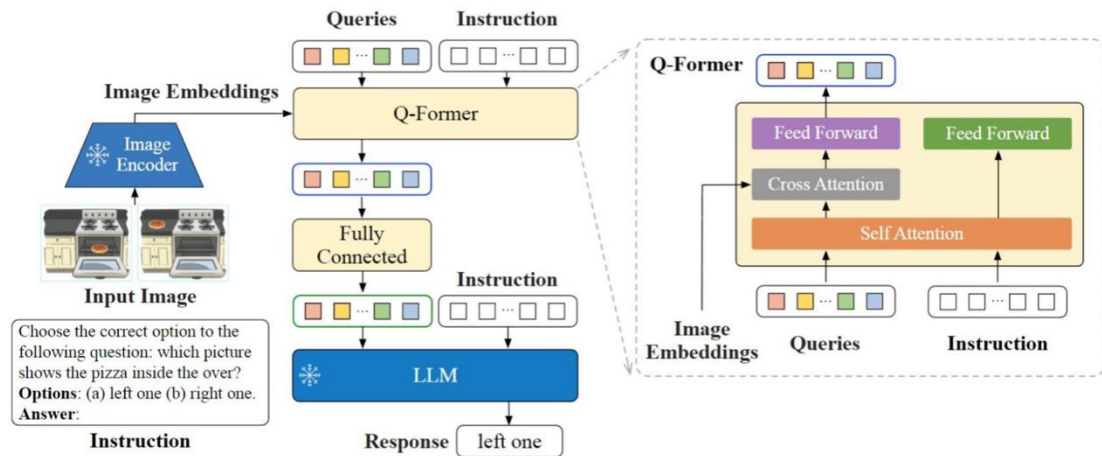 Queries
Instruction
...
...
Image Embeddings
Q-Former
Image
Encoder
...
Input Image
Fully
Connected
Instruction
...
...
Choose the correct option to the
following question: which picture
shows the pizza inside the over?
Options: (a) left one (b) right one.
Answer:
Instruction
LLM
Response
left one
Q-Former
...
Feed Forward
Feed Forward
Cross Attention
Self Attention
...
...
Image
Embeddings
Queries
Instruction